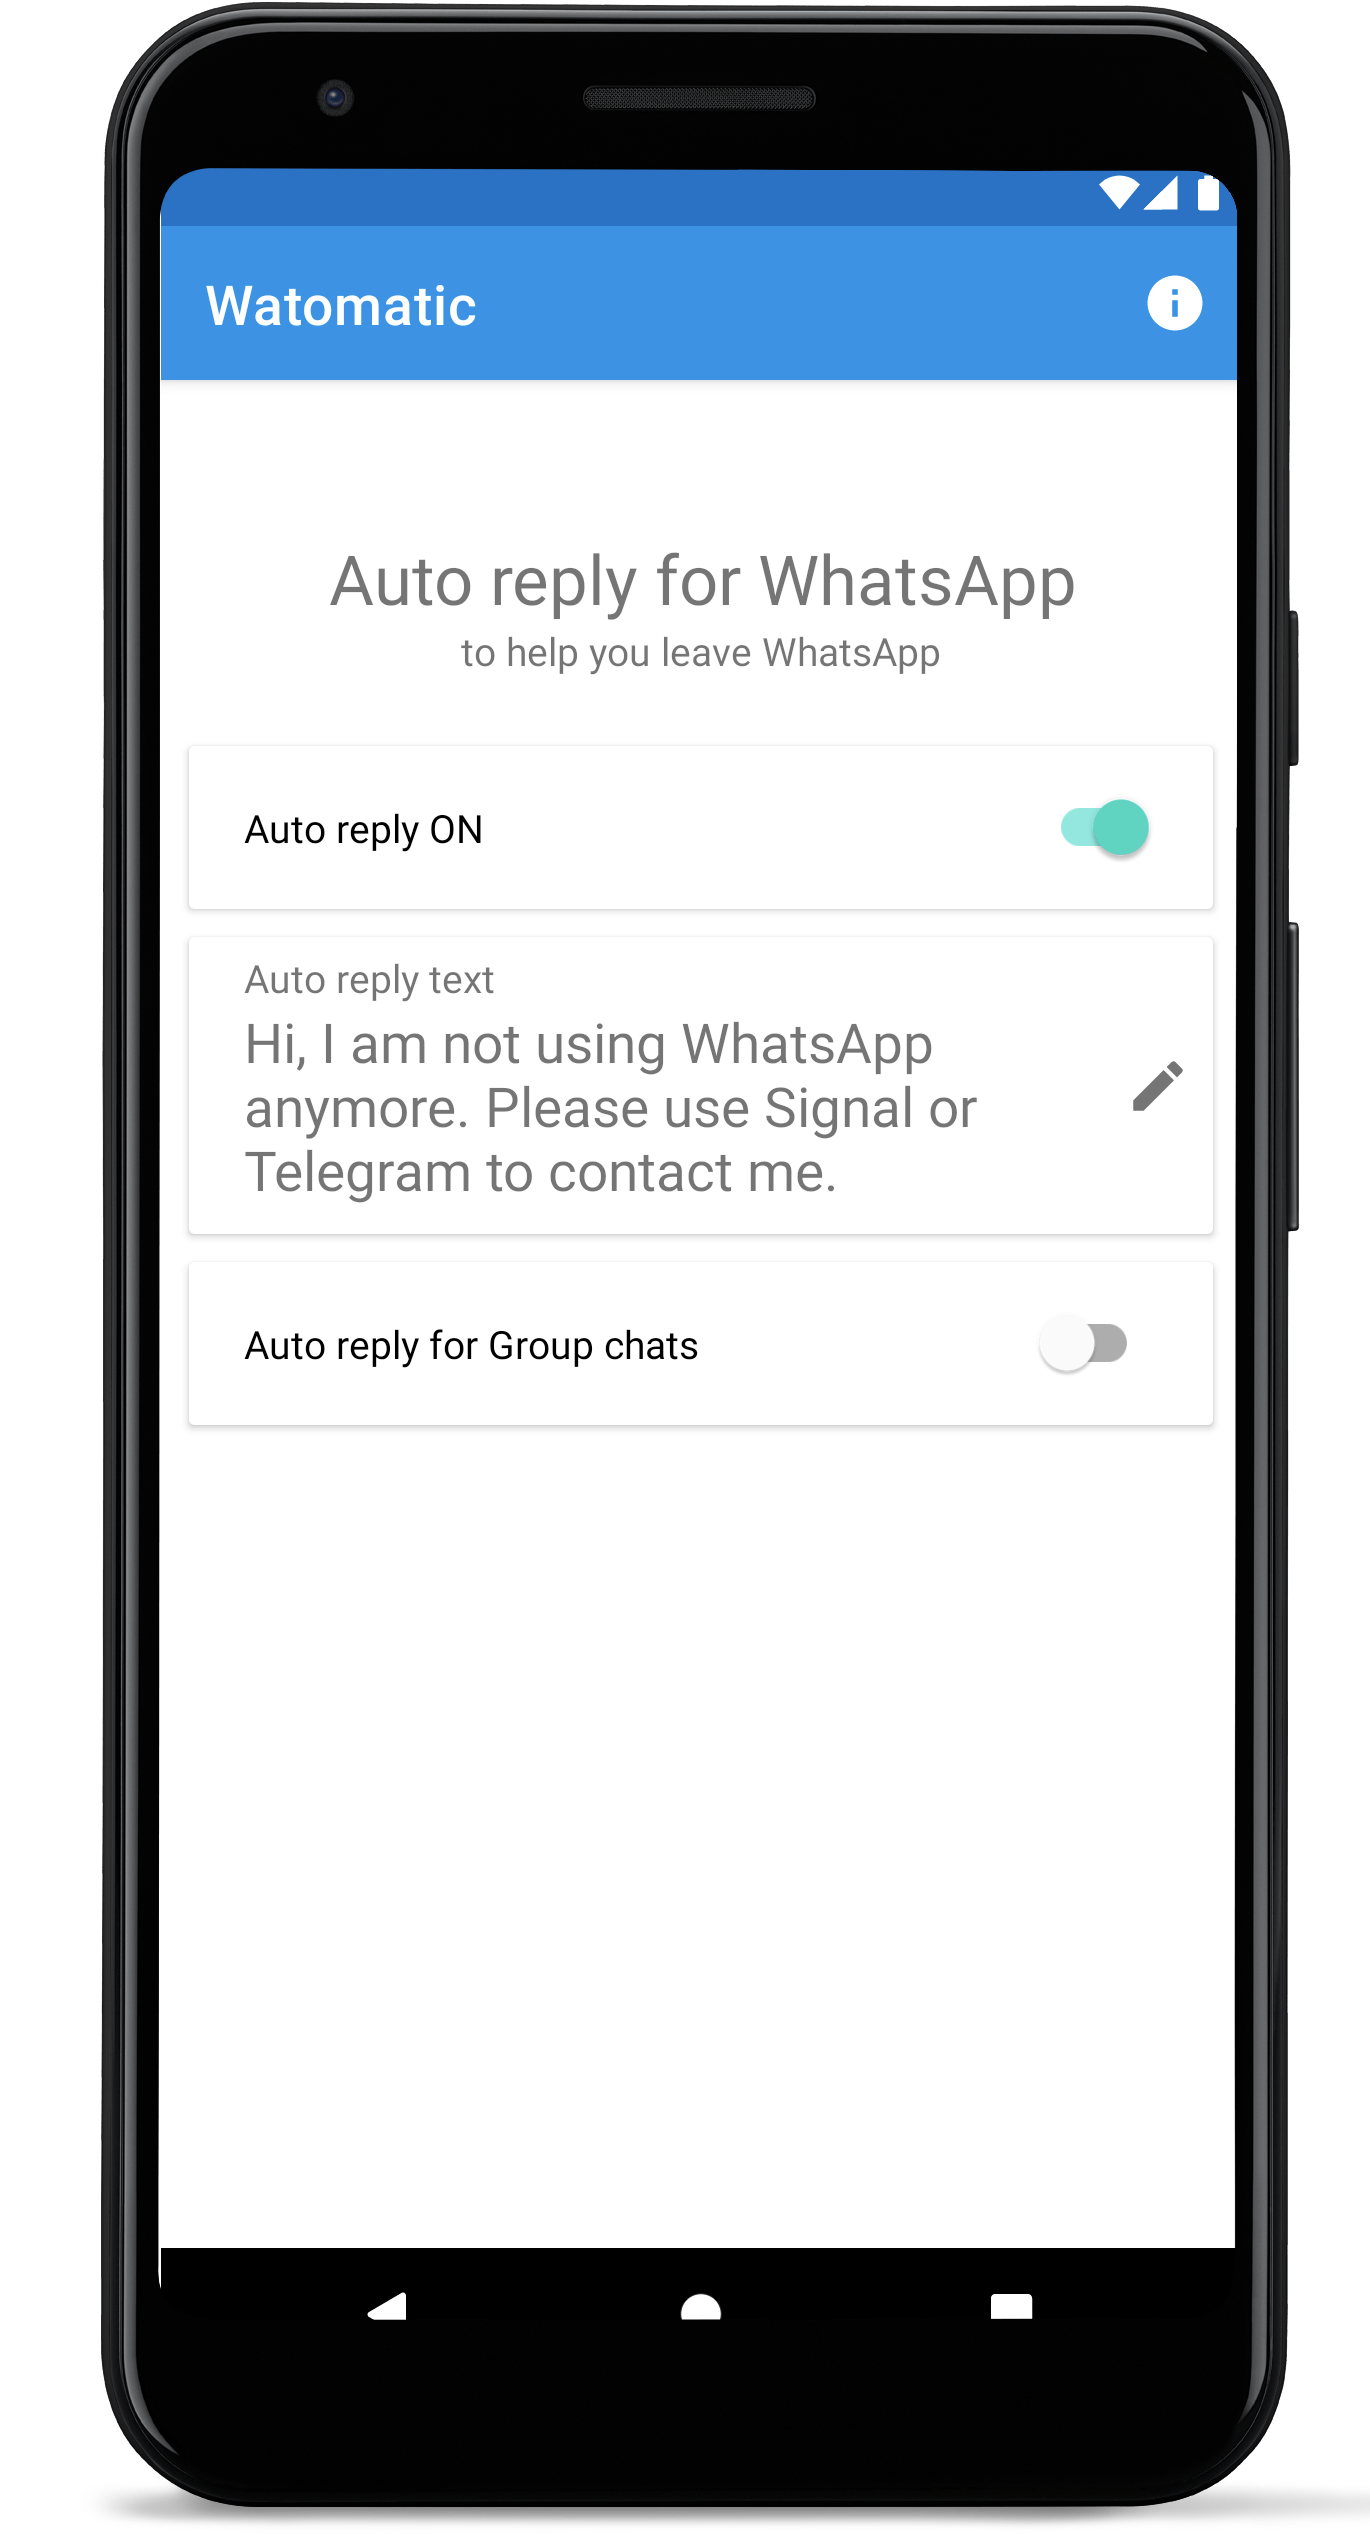 Watomatic
Auto reply for WhatsApp
to help you leave WhatsApp
Auto reply ON
Auto reply text
Hi, I am not using WhatsApp
anymore. Please use Signal or
Telegram to contact me.
Auto reply for Group chats